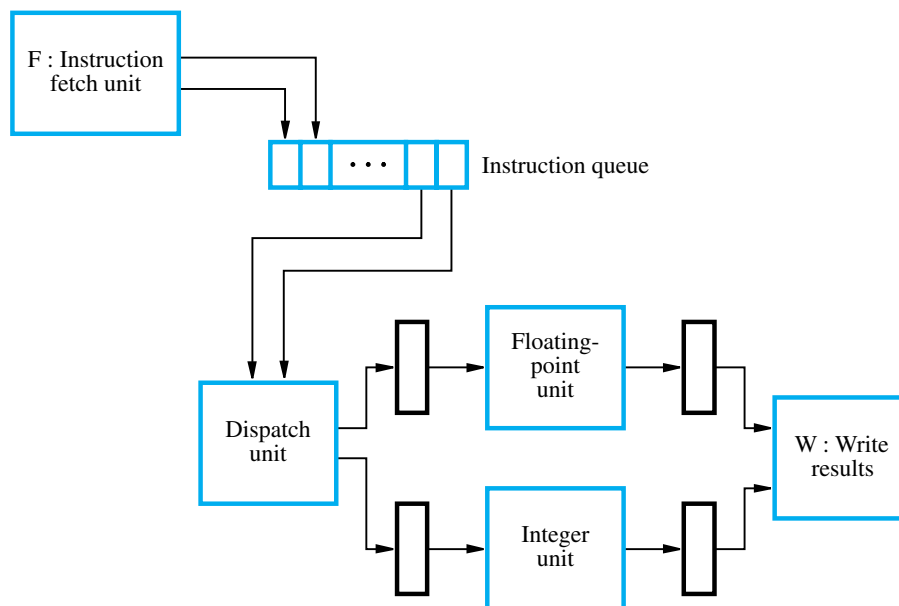 F : Instruction
fetch unit
. . .
Instruction queue
Floating-
point
unit
Dispatch
unit
W : Write
results
Integer
unit